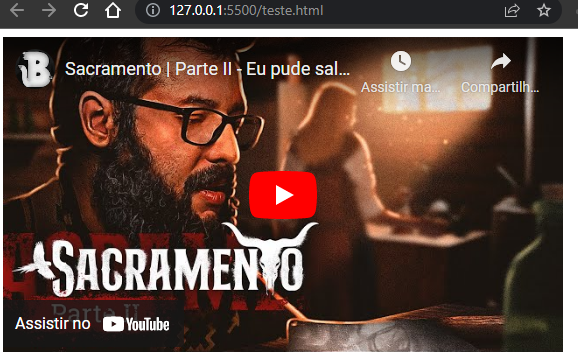 127.0.0.1:5500/teste.html
B Sacramento | Parte II - Eu pude sal...
Assistir ma...
Compartilh...
SACRAMENTO
Parte II
Assistir no YouTube